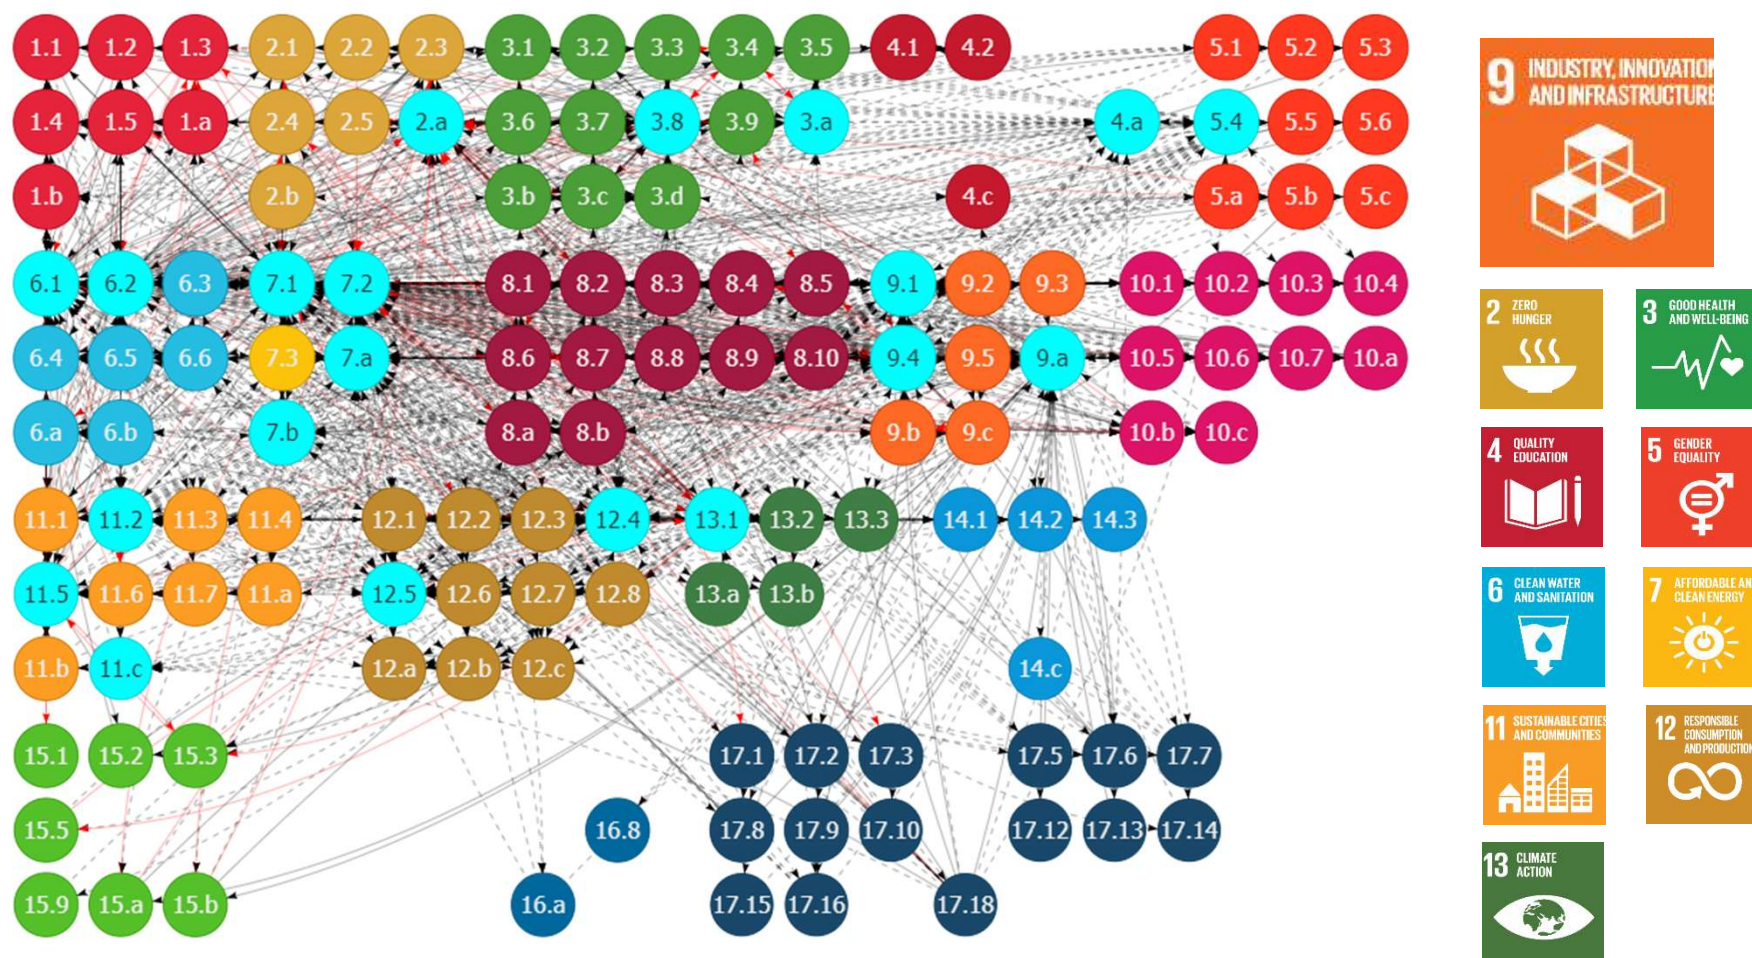 1.1 1.2 1.3 2.1 2.2 2.3 3.1 3.2 3.3 3.4 3.5 4.1 4.2 5.1 5.2 5.3
1.4 1.5 1.a 2.4 2.5 2.a 3.6 3.7 3.8 3.9 3.a 4.a 5.4 5.5 5.6
1.b 2.b 3.b 3.c 3.d 4.c 5.a 5.b 5.c
6.1 6.2 6.3 7.1 7.2 8.1 8.2 8.3 8.4 8.5 9.1 9.2 9.3 10.1 10.2 10.3 10.4
6.4 6.5 6.6 7.3 7.a 8.6 8.7 8.8 8.9 8.10 9.4 9.5 9.a 10.5 10.6 10.7 10.a
6.a 6.b 7.b 8.a 8.b 9.b 9.c 10.b 10.c
11.1 11.2 11.3 11.4 12.1 12.2 12.3 12.4 13.1 13.2 13.3 14.1 14.2 14.3
11.5 11.6 11.7 11.a 12.5 12.6 12.7 12.8 13.a 13.b
11.b 11.c 12.a 12.b 12.c 14.c
15.1 15.2 15.3 17.1 17.2 17.3 17.5 17.6 17.7
15.5 16.8 17.8 17.9 17.10 17.12 17.13 17.14
15.9 15.a 15.b 16.a 17.15 17.16 17.18
9 INDUSTRY, INNOVATION
AND INFRASTRUCTURE
2 ZERO
HUNGER
3 GOOD HEALTH
AND WELL-BEING
4 QUALITY
EDUCATION
5 GENDER
EQUALITY
6 CLEAN WATER
AND SANITATION
7 AFFORDABLE AN
CLEAN ENERGY
11 SUSTAINABLE CITIES
AND COMMUNITIES
12 RESPONSIBLE
CONSUMPTION
AND PRODUCTION
13 CLIMATE
ACTION